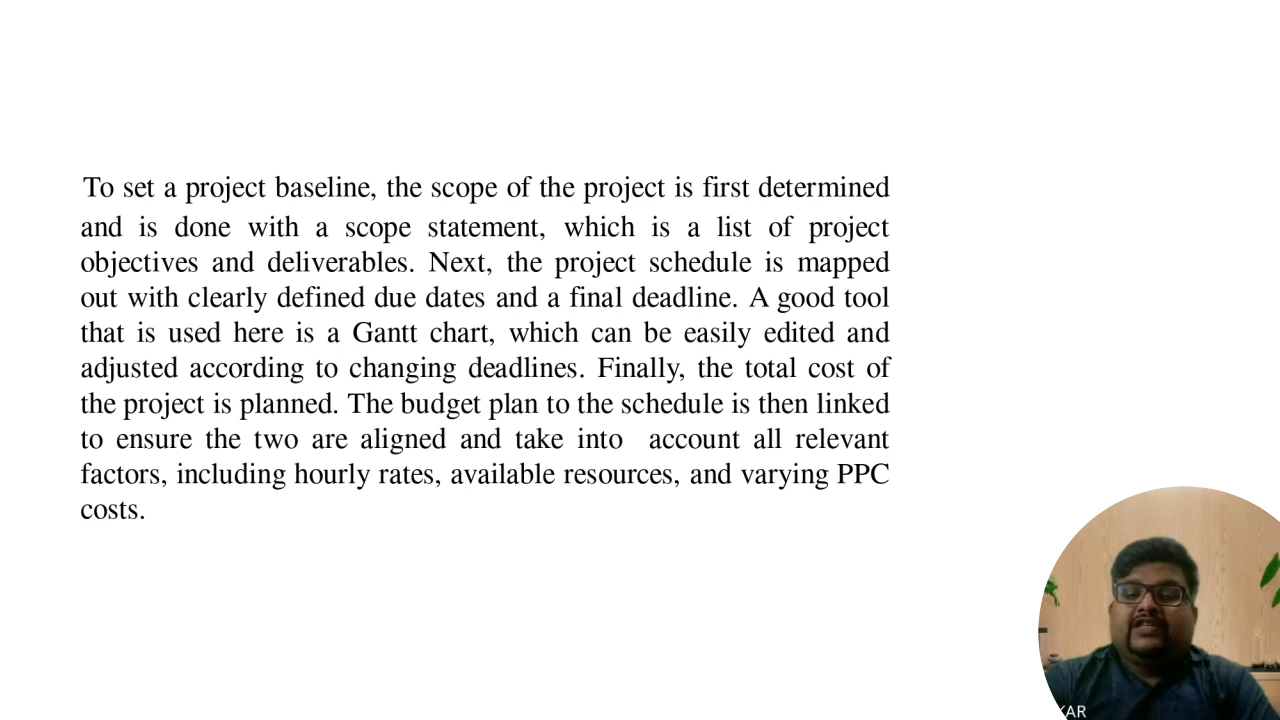 To set a project baseline, the scope of the project is first determined
and is done with a scope statement, which is a list of project
objectives and deliverables. Next, the project schedule is mapped
out with clearly defined due dates and a final deadline. A good tool
that is used here is a Gantt chart, which can be easily edited and
adjusted according to changing deadlines. Finally, the total cost of
the project is planned. The budget plan to the schedule is then linked
to ensure the two are aligned and take into account all relevant
factors, including hourly rates, available resources, and varying PPC
costs.
KAR